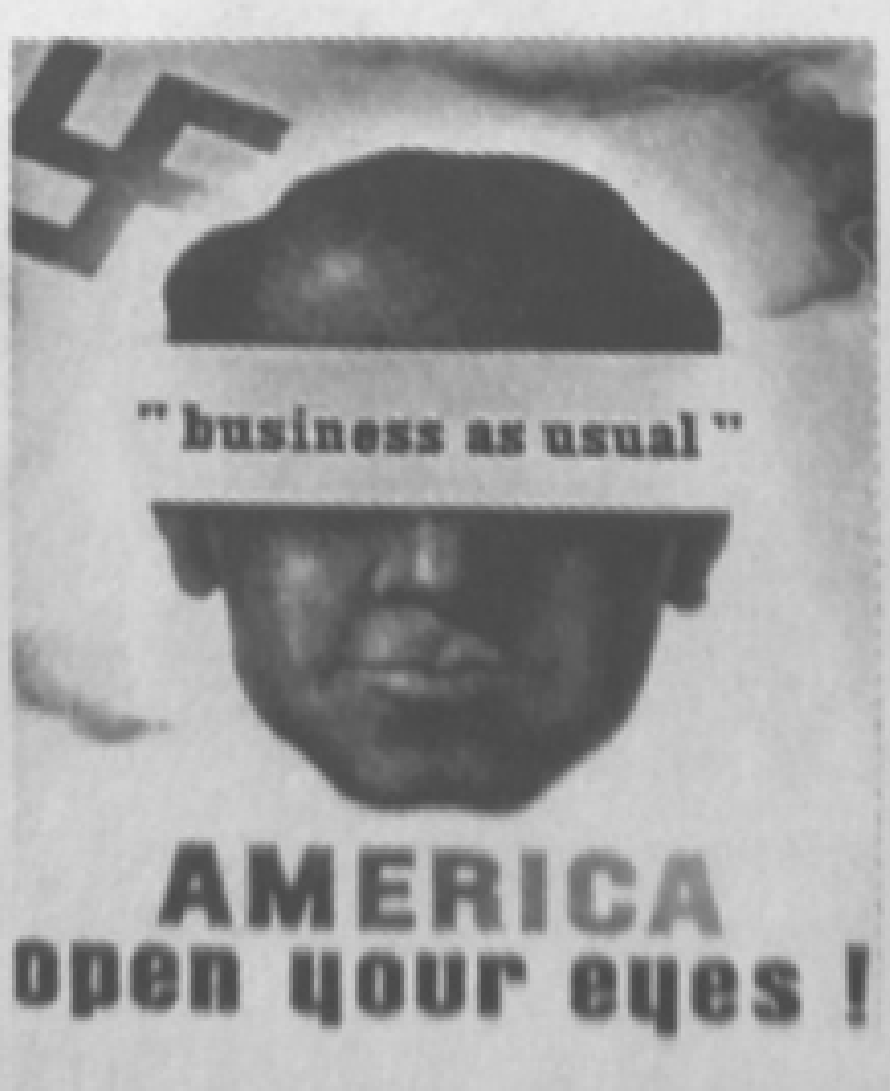 " business as usual "
AMERICA
open your eyes !